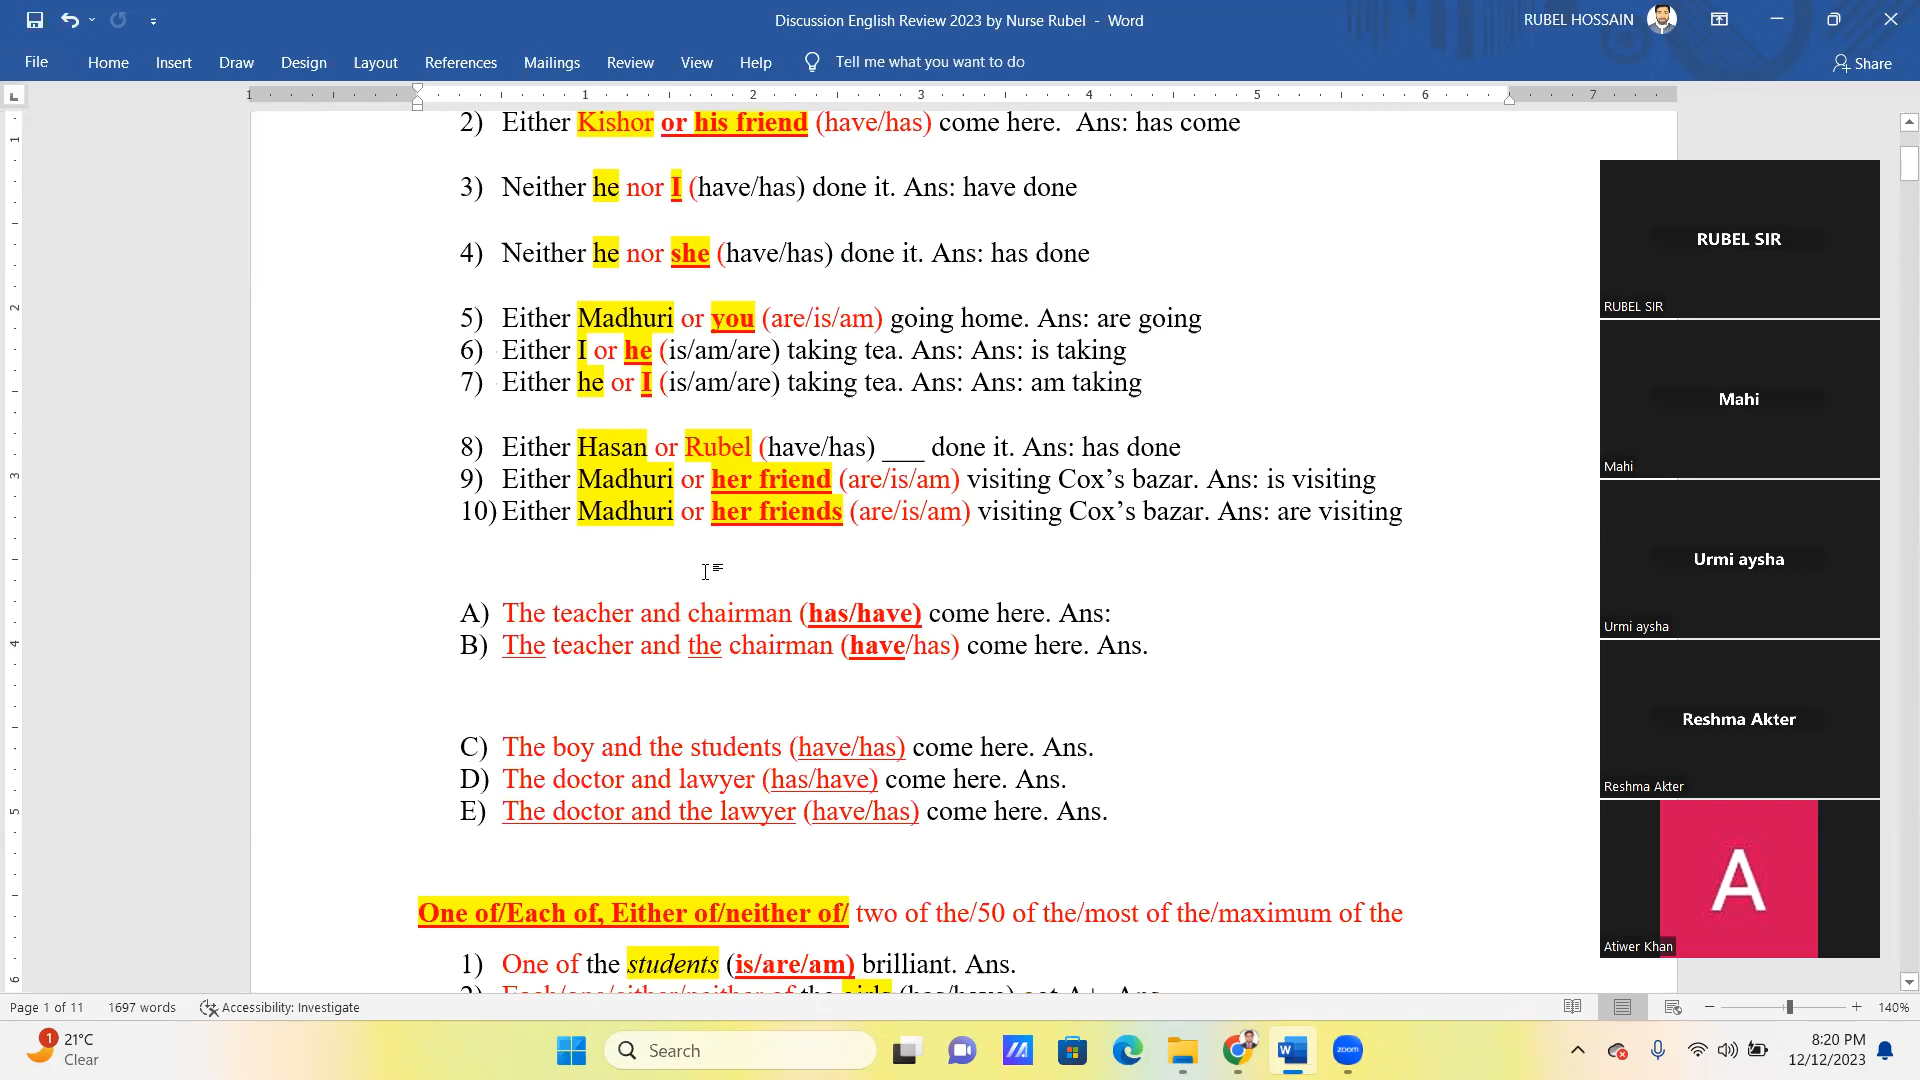 Discussion English Review 2023 by Nurse Rubel - Word
RUBEL HOSSAIN
File Home Insert Draw Design Layout References Mailings Review View Help Tell me what you want to do Share
1 1 2 3 4 5 6 7
2) Either Kishor or his friend (have/has) come here. Ans: has come
3) Neither he nor I (have/has) done it. Ans: have done
4) Neither he nor she (have/has) done it. Ans: has done
5) Either Madhuri or you (are/is/am) going home. Ans: are going
6) Either I or he (is/am/are) taking tea. Ans: Ans: is taking
7) Either he or I (is/am/are) taking tea. Ans: Ans: am taking
8) Either Hasan or Rubel (have/has) ___ done it. Ans: has done
9) Either Madhuri or her friend (are/is/am) visiting Cox’s bazar. Ans: is visiting
10) Either Madhuri or her friends (are/is/am) visiting Cox’s bazar. Ans: are visiting
A) The teacher and chairman (has/have) come here. Ans:
B) The teacher and the chairman (have/has) come here. Ans.
C) The boy and the students (have/has) come here. Ans.
D) The doctor and lawyer (has/have) come here. Ans.
E) The doctor and the lawyer (have/has) come here. Ans.
One of/Each of, Either of/neither of/ two of the/50 of the/most of the/maximum of the
1) One of the students (is/are/am) brilliant. Ans.
RUBEL SIR
RUBEL SIR
Mahi
Mahi
Urmi aysha
Urmi aysha
Reshma Akter
Reshma Akter
A
Atiwer Khan
Page 1 of 11 1697 words Accessibility: Investigate 140%
1 21°C
Clear
Search
zoom
8:20 PM
12/12/2023